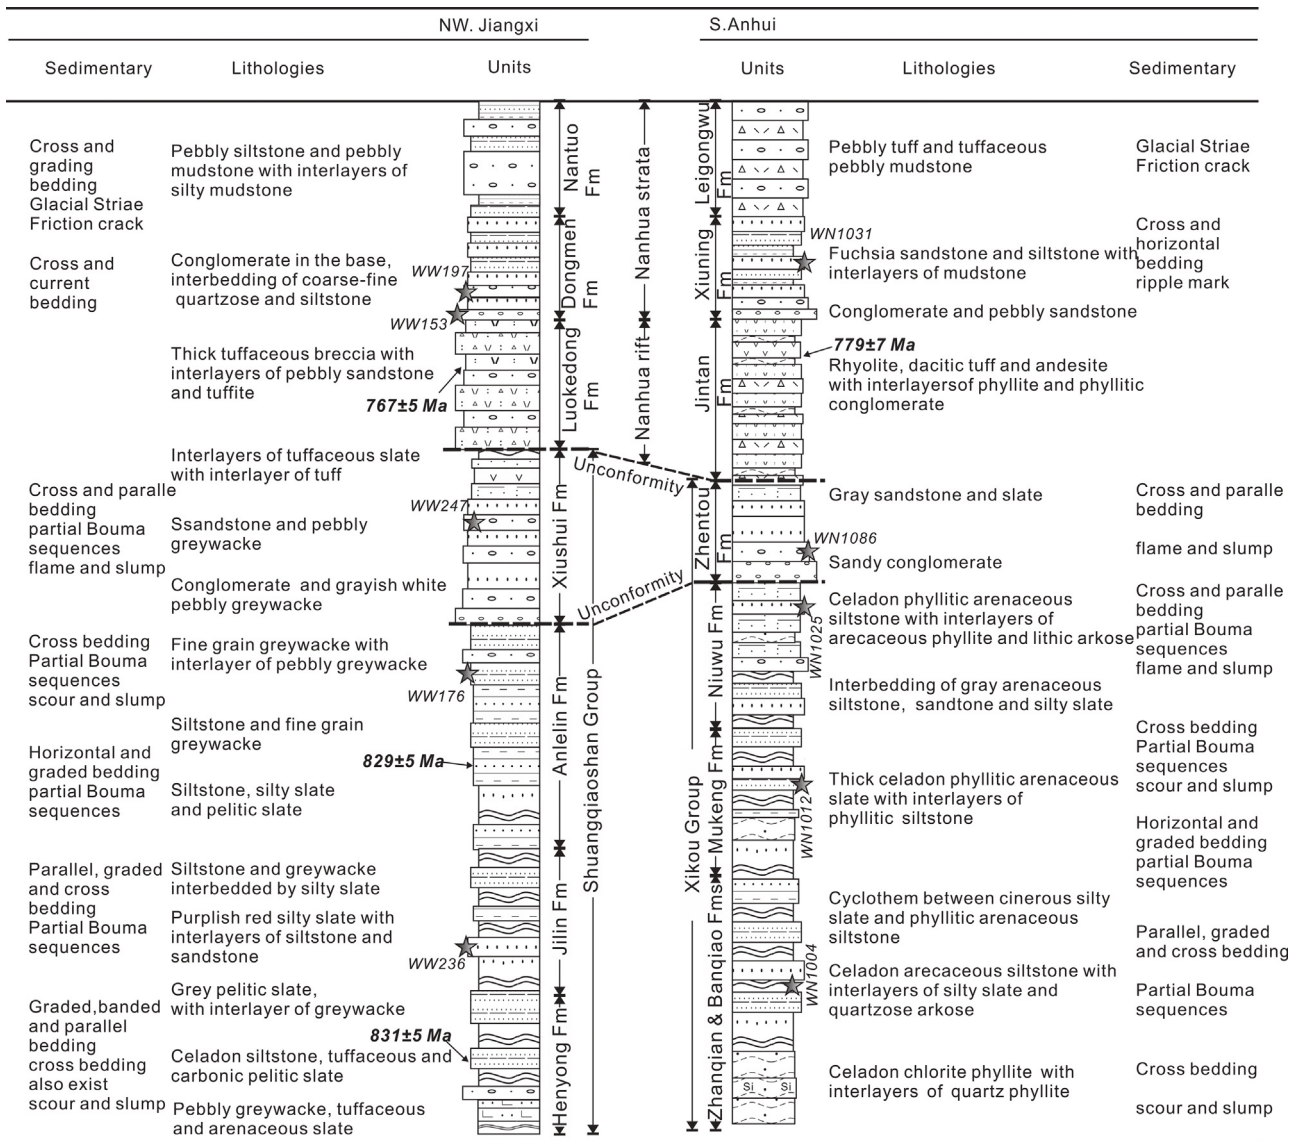 NW. Jiangxi
S.Anhui
Sedimentary
Lithologies
Units
Units
Lithologies
Sedimentary
Cross and
grading
bedding
Glacial Striae
Friction crack
Cross and
current
bedding
Cross and paralle
bedding
partial Bouma
sequences
flame and slump
Cross bedding
Partial Bouma
sequences
scour and slump
Horizontal and
graded bedding
partial Bouma
sequences
Parallel, graded
and cross
bedding
Partial Bouma
sequences
Graded,banded
and parallel
bedding
cross bedding
also exist
scour and slump
Pebbly siltstone and pebbly
mudstone with interlayers of
silty mudstone
Conglomerate in the base,
interbedding of coarse-fine
quartzose and siltstone
Thick tuffaceous breccia with
interlayers of pebbly sandstone
and tuffite
Interlayers of tuffaceous slate
with interlayer of tuff
Ssandstone and pebbly
greywacke
Conglomerate and grayish white
pebbly greywacke
Fine grain greywacke with
interlayer of pebbly greywacke
Siltstone and fine grain
greywacke
Siltstone, silty slate
and pelitic slate
Siltstone and greywacke
interbedded by silty slate
Purplish red silty slate with
interlayers of siltstone and
sandstone
Grey pelitic slate,
with interlayer of greywacke
Celadon siltstone, tuffaceous and
carbonic pelitic slate
Pebbly greywacke, tuffaceous
and arenaceous slate
WW197
WW153
767±5 Ma
WW247
WW176
829±5 Ma
WW236
831±5 Ma
Nantuo
Fm
Dongmen
Fm
Luokedong
Fm
Xiushui Fm
Anlelin Fm
Jilin Fm
Henyong Fm
Shuangqiaoshan Group
Nanhua strata
Nanhua rift
Unconformity
Unconformity
Xikou Group
Leigongwu
Fm
Xiuning
Fm
Jintan
Fm
Zhentou
Fm
Niuwu Fm
Mukeng Fm
Zhanqian & Banqiao Fms
Si
Si
WN1031
779±7 Ma
WN1086
WN1025
WN1012
WN1004
Pebbly tuff and tuffaceous
pebbly mudstone
Fuchsia sandstone and siltstone with
interlayers of mudstone
Conglomerate and pebbly sandstone
Rhyolite, dacitic tuff and andesite
with interlayersof phyllite and phyllitic
conglomerate
Gray sandstone and slate
Sandy conglomerate
Celadon phyllitic arenaceous
siltstone with interlayers of
arecaceous phyllite and lithic arkose
Interbedding of gray arenaceous
siltstone, sandtone and silty slate
Thick celadon phyllitic arenaceous
slate with interlayers of
phyllitic siltstone
Cyclothem between cinerous silty
slate and phyllitic arenaceous
siltstone
Celadon arecaceous siltstone with
interlayers of silty slate and
quartzose arkose
Celadon chlorite phyllite with
interlayers of quartz phyllite
Glacial Striae
Friction crack
Cross and
horizontal
bedding
ripple mark
Cross and paralle
bedding
flame and slump
Cross and paralle
bedding
partial Bouma
sequences
flame and slump
Cross bedding
Partial Bouma
sequences
scour and slump
Horizontal and
graded bedding
partial Bouma
sequences
Parallel, graded
and cross bedding
Partial Bouma
sequences
Cross bedding
scour and slump